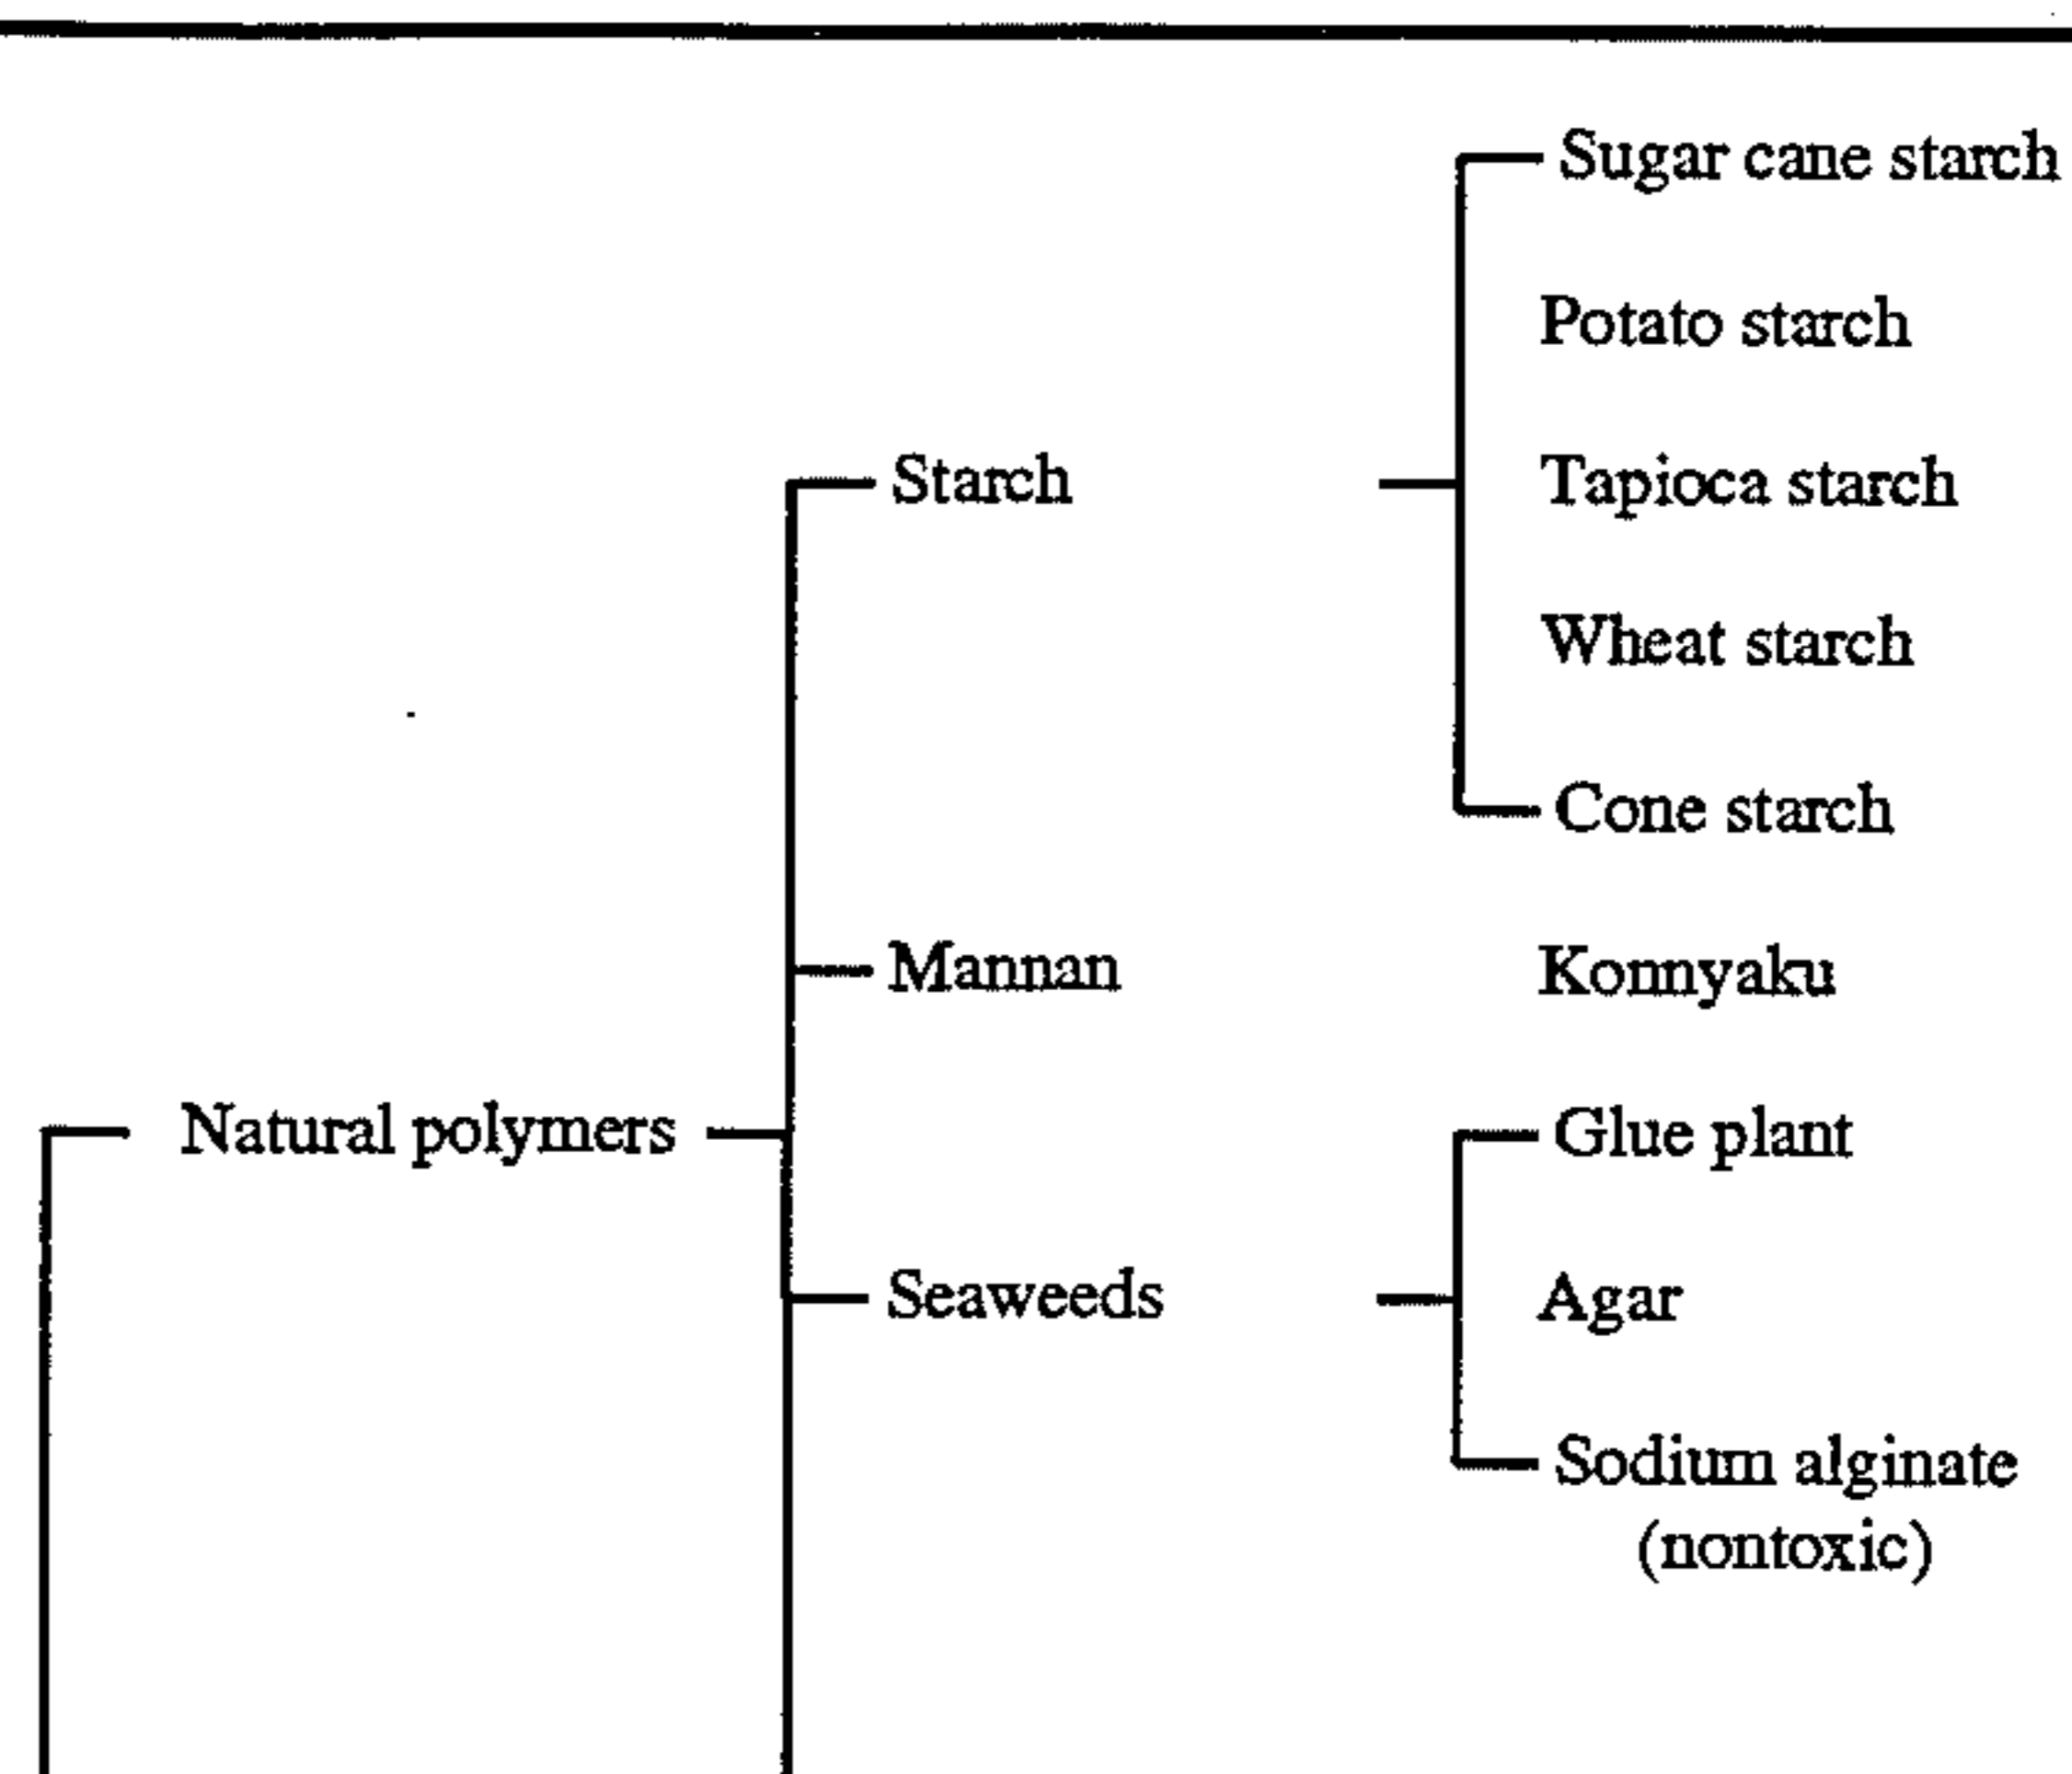 Sugar cane starch
Potato starch
Starch Tapioca starch
Wheat starch
Cone starch
Mannan Konnyaku
Natural polymers Glue plant
Seaweeds Agar
Sodium alginate
(nontoxic)